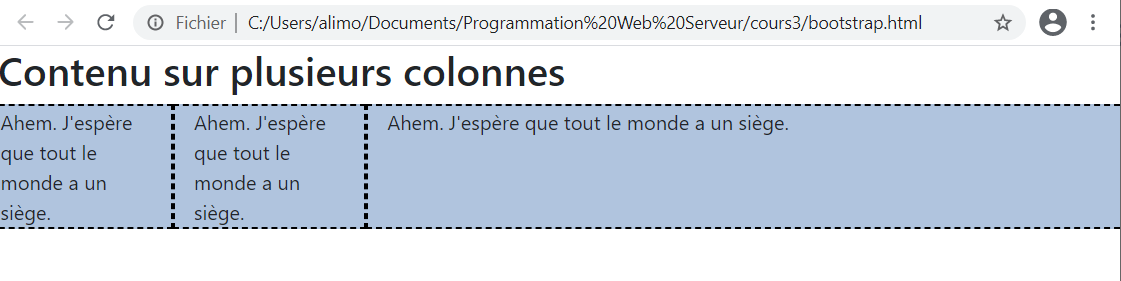 Fichier | C:/Users/alimo/Documents/Programmation%20Web%20Serveur/cours3/bootstrap.html
Contenu sur plusieurs colonnes
Ahem. J'espère
que tout le
monde a un
siège.
Ahem. J'espère
que tout le
monde a un
siège.
Ahem. J'espère que tout le monde a un siège.